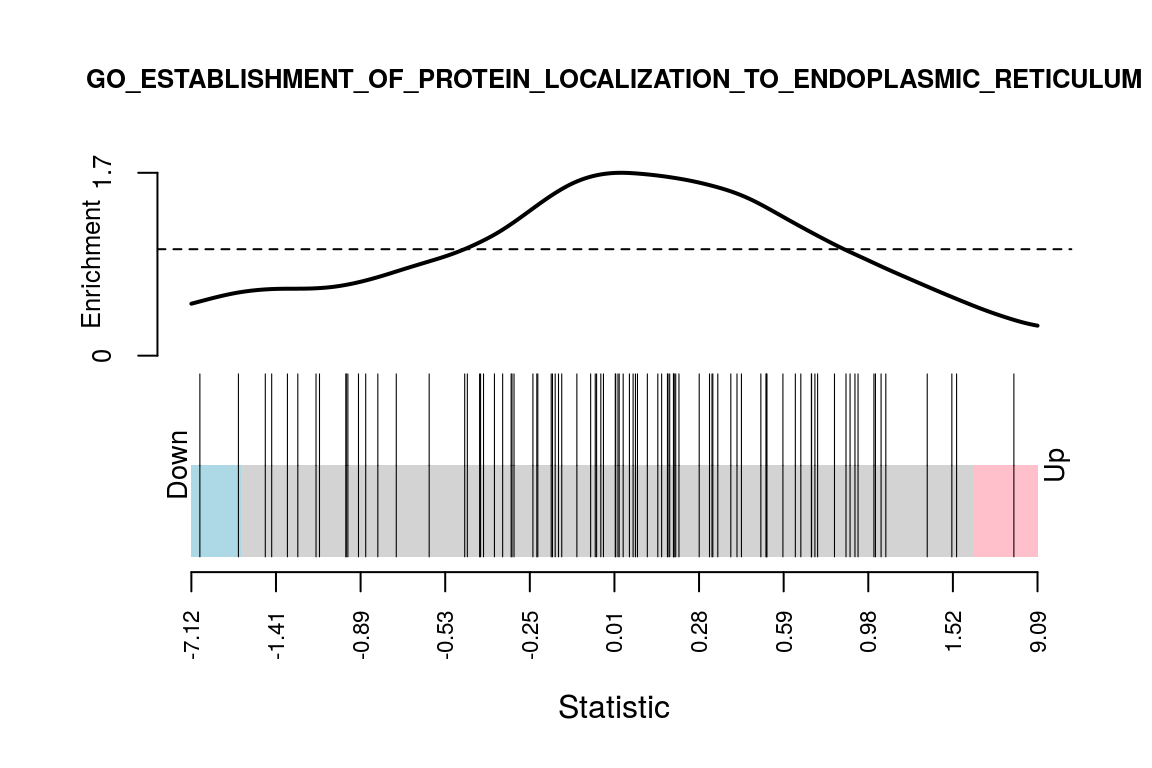 GO_ESTABLISHMENT_OF_PROTEIN_LOCALIZATION_TO_ENDOPLASMIC_RETICULUM
1.7
Enrichment
0
Down
Up
-7.12 -1.41 -0.89 -0.53 -0.25 0.01 0.28 0.59 0.98 1.52 9.09
Statistic